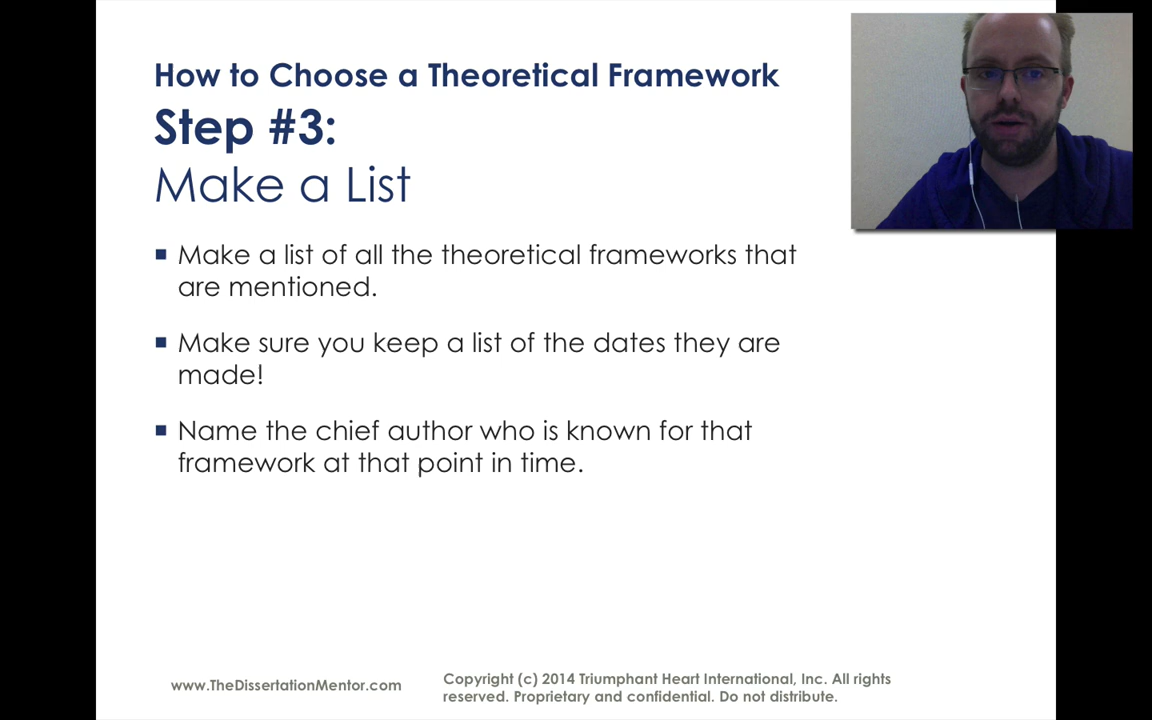 How to Choose a Theoretical Framework
Step #3:
Make a List
Make a list of all the theoretical frameworks that
are mentioned.
Make sure you keep a list of the dates they are
made!
Name the chief author who is known for that
framework at that point in time.
www.TheDissertationMentor.com
Copyright (c) 2014 Triumphant Heart International, Inc. All rights
reserved. Proprietary and confidential. Do not distribute.